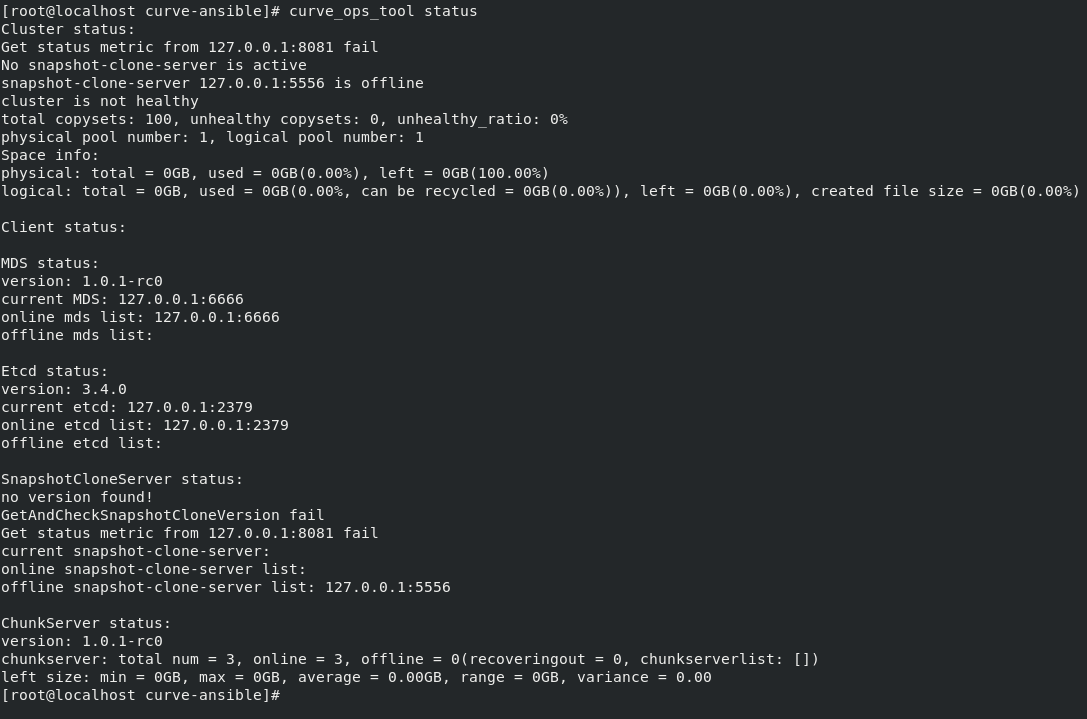 [root@localhost curve-ansible]# curve_ops_tool status
Cluster status:
Get status metric from 127.0.0.1:8081 fail
No snapshot-clone-server is active
snapshot-clone-server 127.0.0.1:5556 is offline
cluster is not healthy
total copysets: 100, unhealthy copysets: 0, unhealthy_ratio: 0%
physical pool number: 1, logical pool number: 1
Space info:
physical: total = 0GB, used = 0GB(0.00%), left = 0GB(100.00%)
logical: total = 0GB, used = 0GB(0.00%, can be recycled = 0GB(0.00%)), left = 0GB(0.00%), created file size = 0GB(0.00%)

Client status:

MDS status:
version: 1.0.1-rc0
current MDS: 127.0.0.1:6666
online mds list: 127.0.0.1:6666
offline mds list:

Etcd status:
version: 3.4.0
current etcd: 127.0.0.1:2379
online etcd list: 127.0.0.1:2379
offline etcd list:

SnapshotCloneServer status:
no version found!
GetAndCheckSnapshotCloneVersion fail
Get status metric from 127.0.0.1:8081 fail
current snapshot-clone-server:
online snapshot-clone-server list:
offline snapshot-clone-server list: 127.0.0.1:5556

ChunkServer status:
version: 1.0.1-rc0
chunkserver: total num = 3, online = 3, offline = 0(recoveringout = 0, chunkserverlist: [])
left size: min = 0GB, max = 0GB, average = 0.00GB, range = 0GB, variance = 0.00
[root@localhost curve-ansible]#